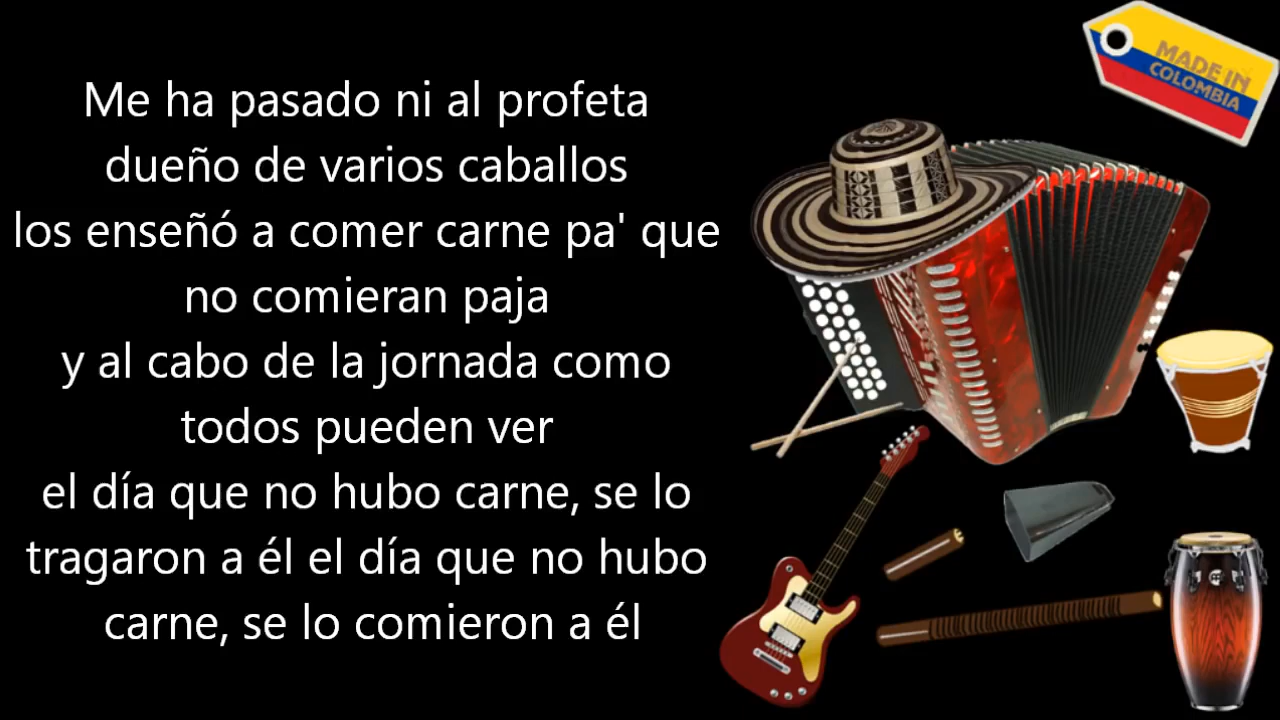 Me ha pasado ni al profeta
dueño de varios caballos
los enseñó a comer carne pa' que
no comieran paja
y al cabo de la jornada como
todos pueden ver
el día que no hubo carne, se lo
tragaron a él el día que no hubo
carne, se lo comieron a él
MADE IN
COLOMBIA